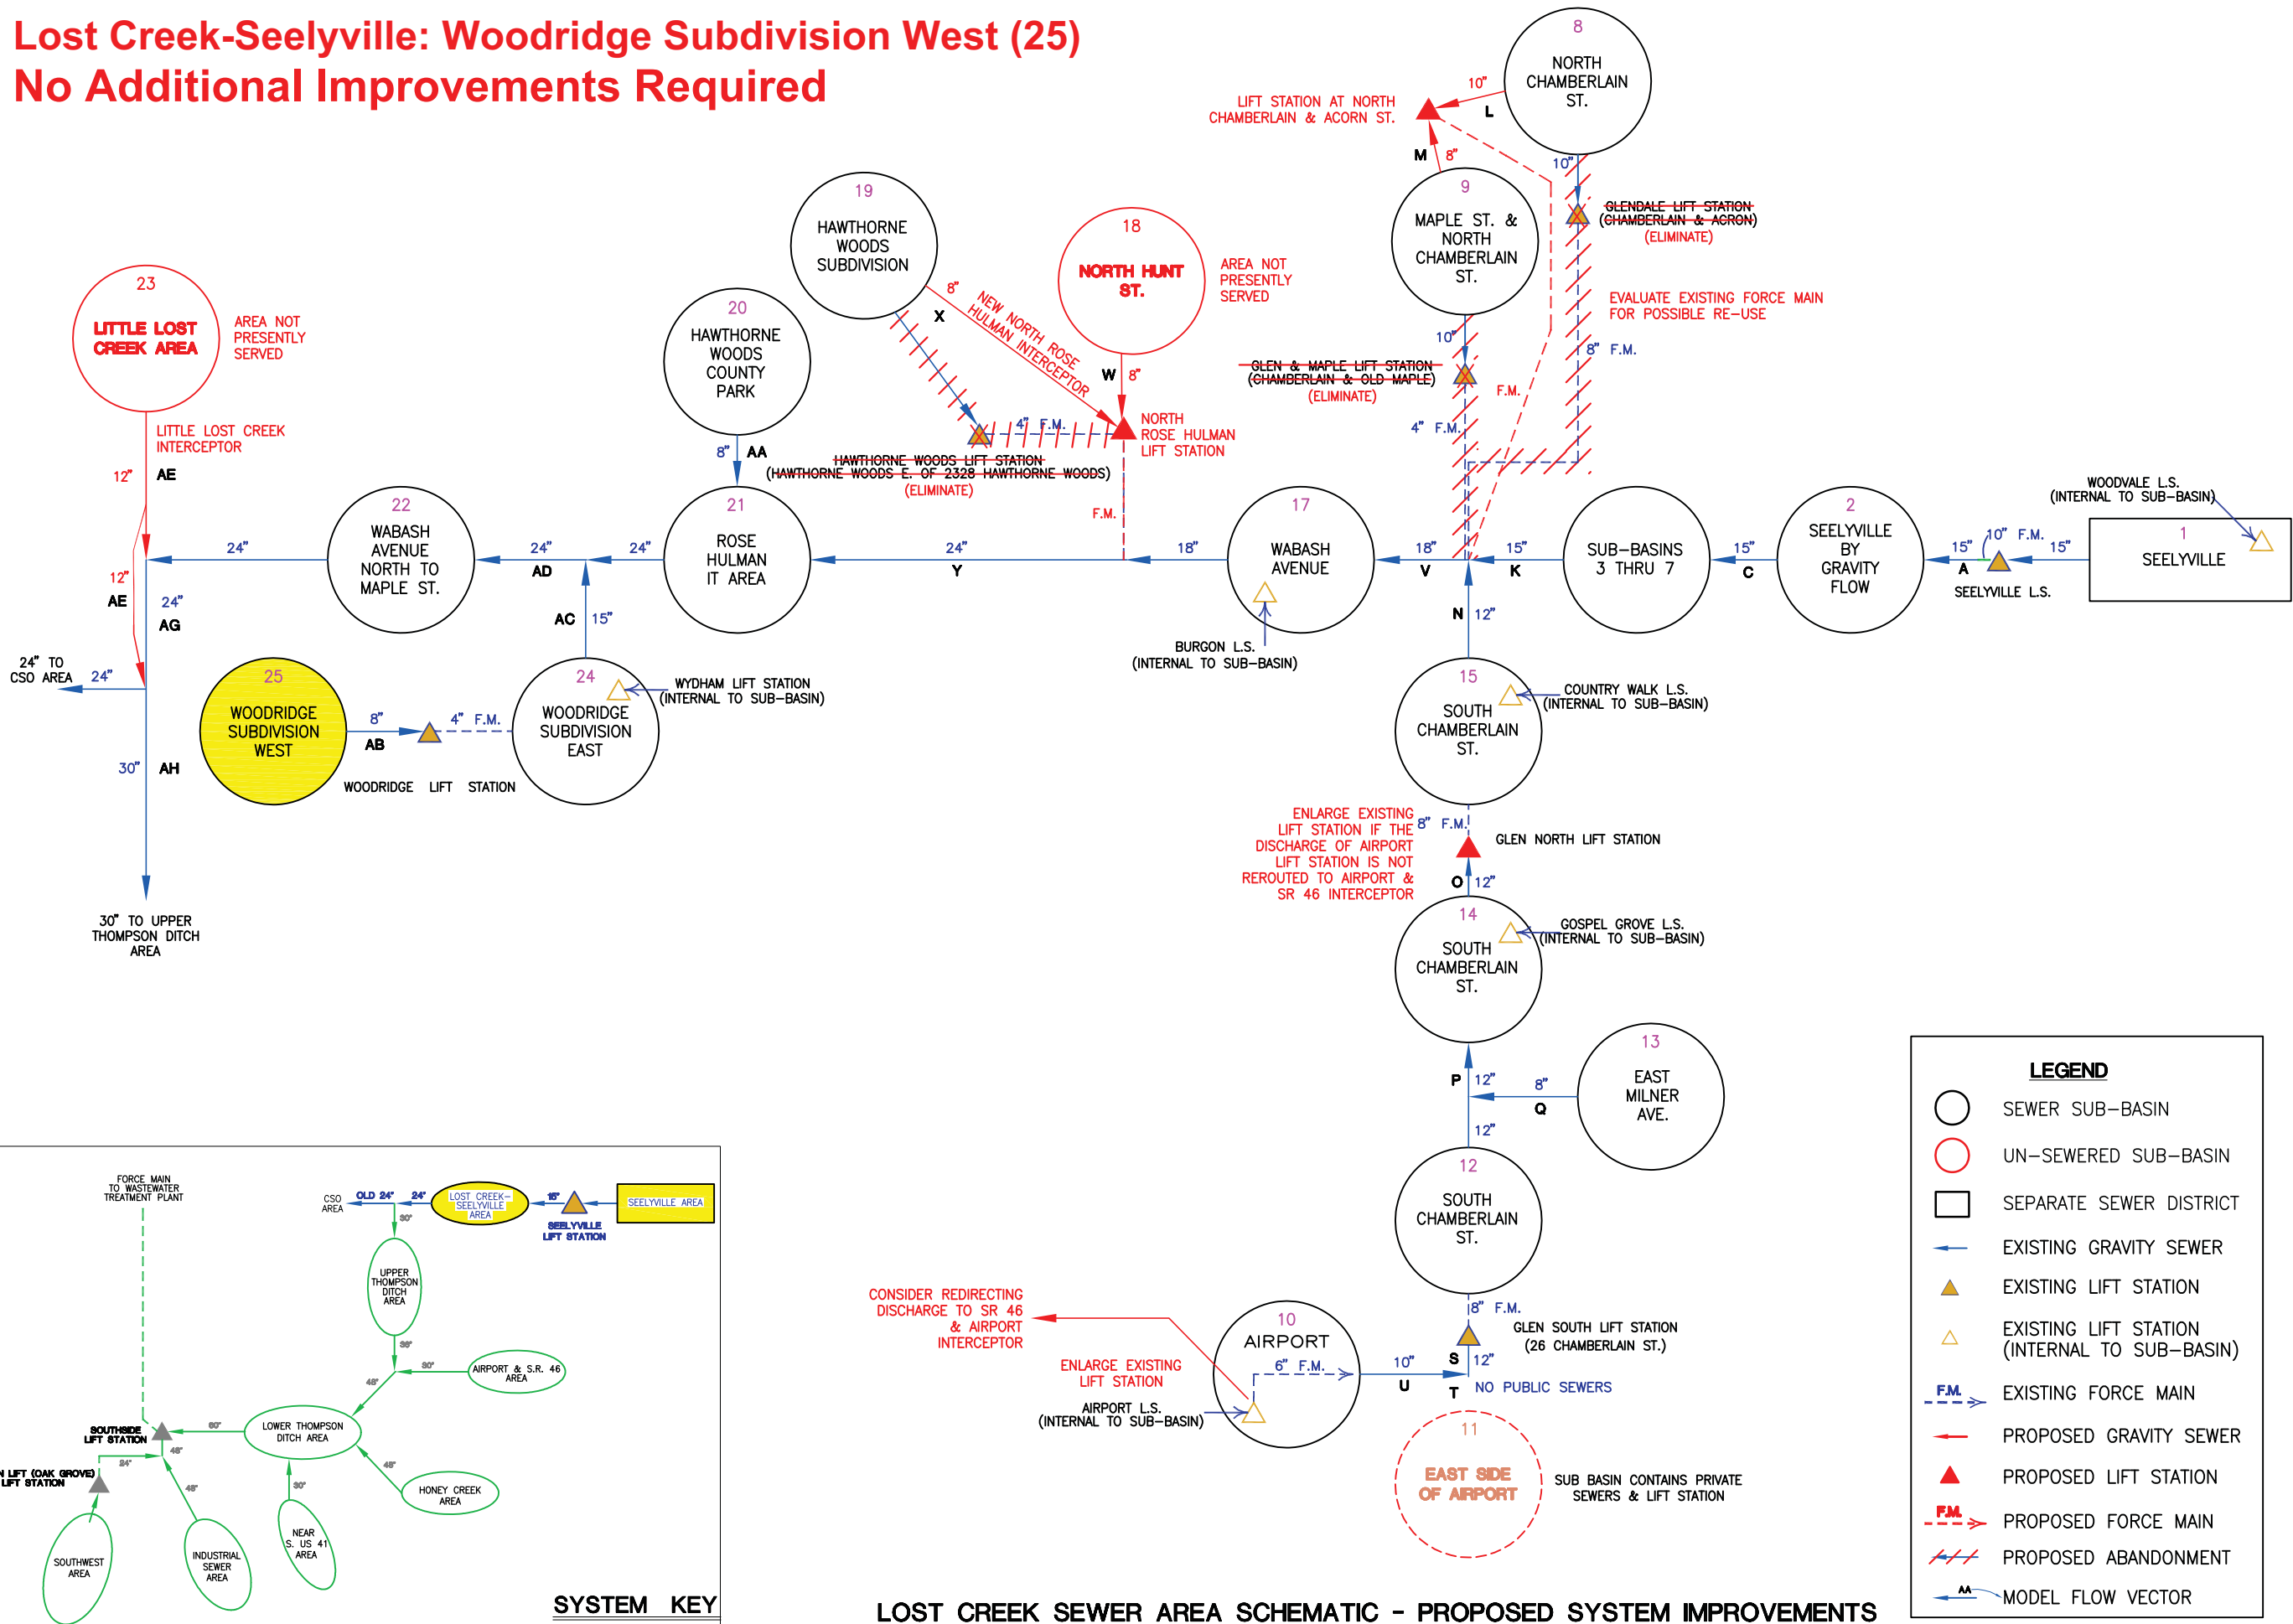 Lost Creek-Seelyville: Woodridge Subdivision West (25)
No Additional Improvements Required
8
NORTH
CHAMBERLAIN
ST.
10"
L
LIFT STATION AT NORTH
CHAMBERLAIN & ACORN ST.
M
8"
10"
9
MAPLE ST. &
NORTH
CHAMBERLAIN
ST.
GLENDALE LIFT STATION
(CHAMBERLAIN & ACRON)
(ELIMINATE)
19
HAWTHORNE
WOODS
SUBDIVISION
18
NORTH HUNT
ST.
AREA NOT
PRESENTLY
SERVED
EVALUATE EXISTING FORCE MAIN
FOR POSSIBLE RE-USE
8" F.M.
23
LITTLE LOST
CREEK AREA
AREA NOT
PRESENTLY
SERVED
20
HAWTHORNE
WOODS
COUNTY
PARK
8"
X
NEW NORTH ROSE
HULMAN INTERCEPTOR
W
8"
10"
GLEN & MAPLE LIFT STATION
(CHAMBERLAIN & OLD MAPLE)
(ELIMINATE)
F.M.
4" F.M.
4" F.M.
NORTH
ROSE HULMAN
LIFT STATION
LITTLE LOST CREEK
INTERCEPTOR
12"
AE
8"
AA
HAWTHORNE WOODS LIFT STATION
(HAWTHORNE WOODS E. OF 2328 HAWTHORNE WOODS)
(ELIMINATE)
F.M.
WOODVALE L.S.
(INTERNAL TO SUB-BASIN)
22
WABASH
AVENUE
NORTH TO
MAPLE ST.
21
ROSE
HULMAN
IT AREA
17
WABASH
AVENUE
SUB-BASINS
3 THRU 7
2
SEELYVILLE
BY
GRAVITY
FLOW
1
SEELYVILLE
24"
24"
AD
24"
24"
Y
18"
18"
V
15"
K
15"
C
15"
A
10" F.M.
15"
SEELYVILLE L.S.
12"
AE
24"
AG
AC
15"
N
12"
BURGON L.S.
(INTERNAL TO SUB-BASIN)
24" TO
CSO AREA
24"
25
WOODRIDGE
SUBDIVISION
WEST
8"
AB
4" F.M.
24
WOODRIDGE
SUBDIVISION
EAST
WYDHAM LIFT STATION
(INTERNAL TO SUB-BASIN)
15
SOUTH
CHAMBERLAIN
ST.
COUNTRY WALK L.S.
(INTERNAL TO SUB-BASIN)
30"
AH
WOODRIDGE LIFT STATION
ENLARGE EXISTING
LIFT STATION IF THE
DISCHARGE OF AIRPORT
LIFT STATION IS NOT
REROUTED TO AIRPORT &
SR 46 INTERCEPTOR
8" F.M.
GLEN NORTH LIFT STATION
O
12"
30" TO UPPER
THOMPSON DITCH
AREA
14
SOUTH
CHAMBERLAIN
ST.
GOSPEL GROVE L.S.
(INTERNAL TO SUB-BASIN)
13
EAST
MILNER
AVE.
P
12"
8"
Q
12"
12
SOUTH
CHAMBERLAIN
ST.
8" F.M.
GLEN SOUTH LIFT STATION
(26 CHAMBERLAIN ST.)
S
12"
CONSIDER REDIRECTING
DISCHARGE TO SR 46
& AIRPORT
INTERCEPTOR
10
AIRPORT
6" F.M.
10"
U
T
NO PUBLIC SEWERS
ENLARGE EXISTING
LIFT STATION
AIRPORT L.S.
(INTERNAL TO SUB-BASIN)
11
EAST SIDE
OF AIRPORT
SUB BASIN CONTAINS PRIVATE
SEWERS & LIFT STATION
LEGEND
SEWER SUB-BASIN
UN-SEWERED SUB-BASIN
SEPARATE SEWER DISTRICT
EXISTING GRAVITY SEWER
EXISTING LIFT STATION
EXISTING LIFT STATION
(INTERNAL TO SUB-BASIN)
F.M.
EXISTING FORCE MAIN
PROPOSED GRAVITY SEWER
PROPOSED LIFT STATION
F.M.
PROPOSED FORCE MAIN
PROPOSED ABANDONMENT
AA
MODEL FLOW VECTOR
FORCE MAIN
TO WASTEWATER
TREATMENT PLANT
CSO
AREA
OLD 24"
24"
LOST CREEK-
SEELYVILLE
AREA
15"
SEELYVILLE AREA
SEELYVILLE
LIFT STATION
30"
UPPER
THOMPSON
DITCH
AREA
36"
30"
AIRPORT & S.R. 46
AREA
48"
LOWER THOMPSON
DITCH AREA
60"
SOUTHSIDE
LIFT STATION
48"
24"
N LIFT (OAK GROVE)
LIFT STATION
48"
30"
48"
HONEY CREEK
AREA
NEAR
S. US 41
AREA
INDUSTRIAL
SEWER
AREA
SOUTHWEST
AREA
SYSTEM KEY
LOST CREEK SEWER AREA SCHEMATIC - PROPOSED SYSTEM IMPROVEMENTS